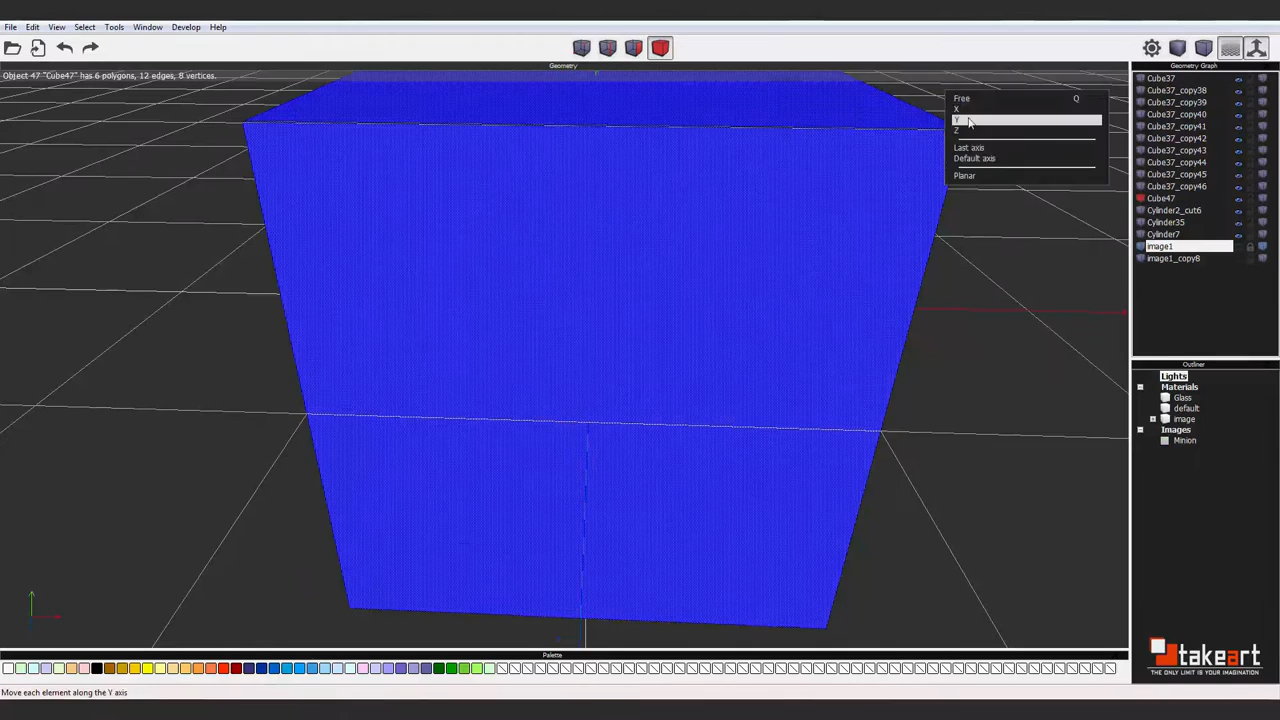 File Edit View Select Tools Window Develop Help
Geometry
Geometry Graph
Object 47 "Cube47" has 6 polygons, 12 edges, 8 vertices.
Free Q
X
Y
Z
Last axis
Default axis
Planar
Cube37
Cube37_copy38
Cube37_copy39
Cube37_copy40
Cube37_copy41
Cube37_copy42
Cube37_copy43
Cube37_copy44
Cube37_copy45
Cube37_copy46
Cube47
Cylinder2_cut6
Cylinder35
Cylinder7
image1
image1_copy8
Outliner
Lights
Materials
Glass
default
image
Images
Minion
takeart
THE ONLY LIMIT IS YOUR IMAGINATION
Palette
Move each element along the Y axis